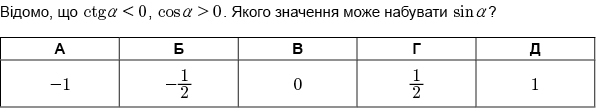 Відомо, що ctgα < 0, cosα > 0. Якого значення може набувати sinα?
А Б В Г Д
−1 −1/2 0 1/2 1